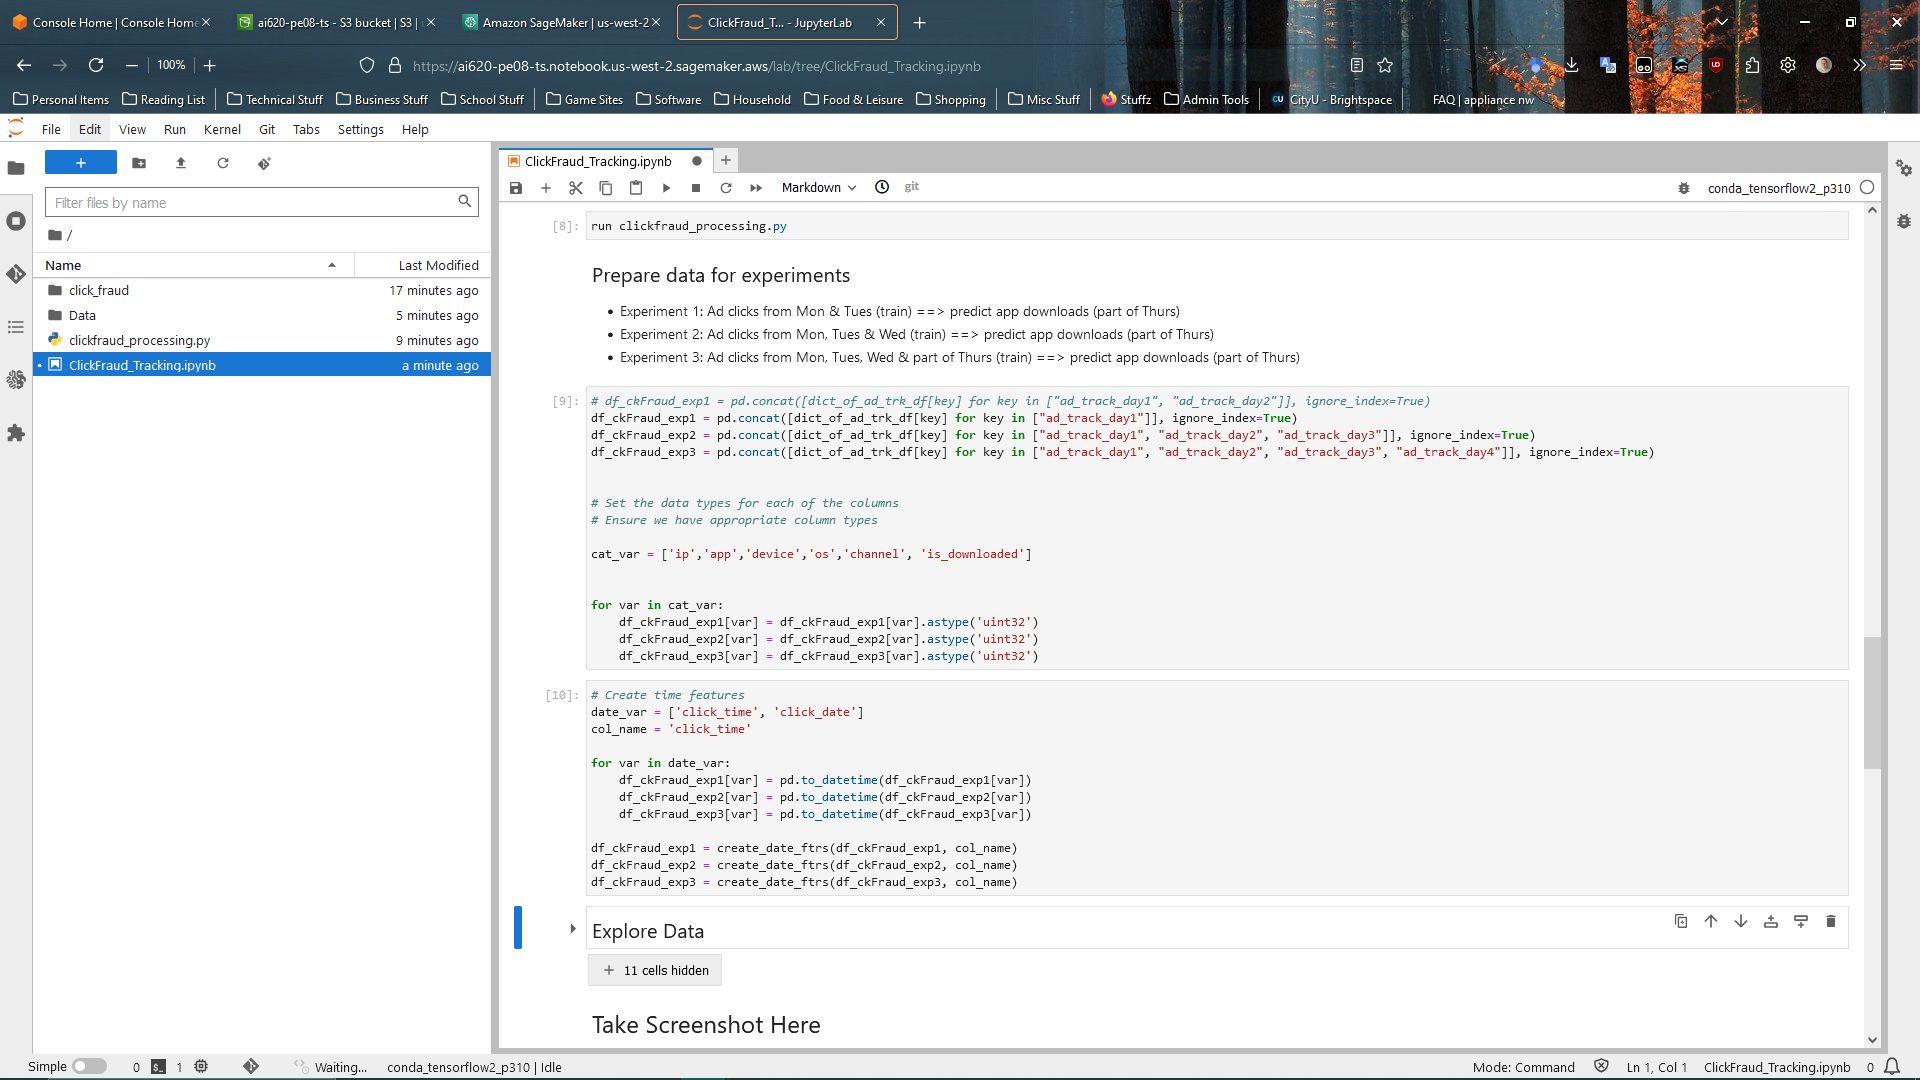 Console Home | Console Home
ai620-pe08-ts - S3 bucket | S3 |
Amazon SageMaker | us-west-2
ClickFraud_T... - JupyterLab
100%
https://ai620-pe08-ts.notebook.us-west-2.sagemaker.aws/lab/tree/ClickFraud_Tracking.ipynb
Personal Items
Reading List
Technical Stuff
Business Stuff
School Stuff
Game Sites
Software
Household
Food & Leisure
Shopping
Misc Stuff
Stuffz
Admin Tools
CU CityU - Brightspace
FAQ | appliance nw
File Edit View Run Kernel Git Tabs Settings Help
Filter files by name
/
Name Last Modified
click_fraud 17 minutes ago
Data 5 minutes ago
clickfraud_processing.py 9 minutes ago
ClickFraud_Tracking.ipynb a minute ago
ClickFraud_Tracking.ipynb
Markdown git conda_tensorflow2_p310
[8]: run clickfraud_processing.py
Prepare data for experiments
• Experiment 1: Ad clicks from Mon & Tues (train) ==> predict app downloads (part of Thurs)
• Experiment 2: Ad clicks from Mon, Tues & Wed (train) ==> predict app downloads (part of Thurs)
• Experiment 3: Ad clicks from Mon, Tues, Wed & part of Thurs (train) ==> predict app downloads (part of Thurs)
[9]: # df_ckFraud_exp1 = pd.concat([dict_of_ad_trk_df[key] for key in ["ad_track_day1", "ad_track_day2"]], ignore_index=True)
df_ckFraud_exp1 = pd.concat([dict_of_ad_trk_df[key] for key in ["ad_track_day1"]], ignore_index=True)
df_ckFraud_exp2 = pd.concat([dict_of_ad_trk_df[key] for key in ["ad_track_day1", "ad_track_day2", "ad_track_day3"]], ignore_index=True)
df_ckFraud_exp3 = pd.concat([dict_of_ad_trk_df[key] for key in ["ad_track_day1", "ad_track_day2", "ad_track_day3", "ad_track_day4"]], ignore_index=True)
# Set the data types for each of the columns
# Ensure we have appropriate column types
cat_var = ['ip','app','device','os','channel', 'is_downloaded']
for var in cat_var:
    df_ckFraud_exp1[var] = df_ckFraud_exp1[var].astype('uint32')
    df_ckFraud_exp2[var] = df_ckFraud_exp2[var].astype('uint32')
    df_ckFraud_exp3[var] = df_ckFraud_exp3[var].astype('uint32')
[10]: # Create time features
date_var = ['click_time', 'click_date']
col_name = 'click_time'
for var in date_var:
    df_ckFraud_exp1[var] = pd.to_datetime(df_ckFraud_exp1[var])
    df_ckFraud_exp2[var] = pd.to_datetime(df_ckFraud_exp2[var])
    df_ckFraud_exp3[var] = pd.to_datetime(df_ckFraud_exp3[var])
df_ckFraud_exp1 = create_date_ftrs(df_ckFraud_exp1, col_name)
df_ckFraud_exp2 = create_date_ftrs(df_ckFraud_exp2, col_name)
df_ckFraud_exp3 = create_date_ftrs(df_ckFraud_exp3, col_name)
Explore Data
11 cells hidden
Take Screenshot Here
Simple 0 1 Waiting... conda_tensorflow2_p310 | Idle Mode: Command Ln 1, Col 1 ClickFraud_Tracking.ipynb 0